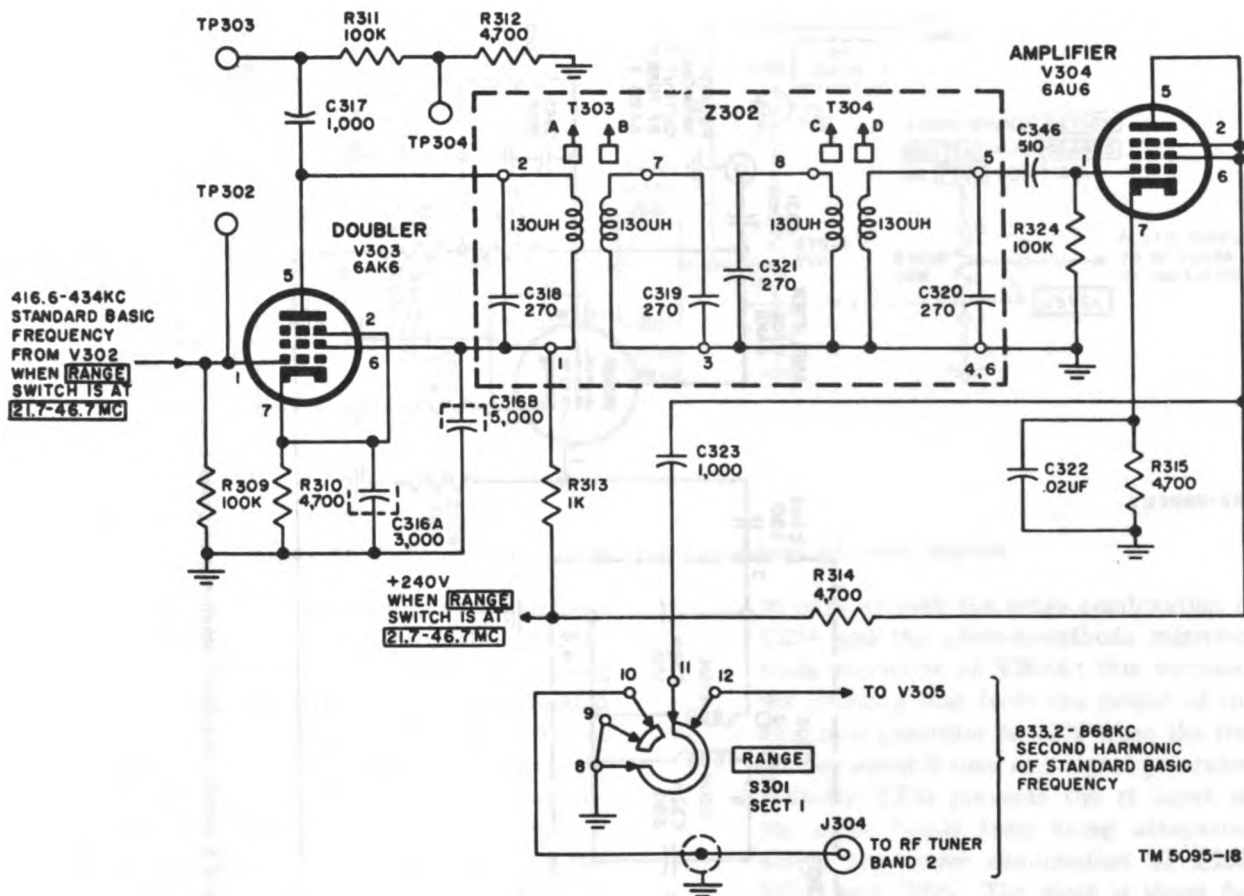 TP303
R311
100K
R312
4,700
C317
1,000
TP304
TP302
DOUBLER
V303
6AK6
5
2
6
1
7
416.6-434KC
STANDARD BASIC
FREQUENCY
FROM V302
WHEN RANGE
SWITCH IS AT
21.7-46.7 MC
R309
100K
R310
4,700
C316A
3,000
C316B
5,000
T303
Z302
T304
A
B
C
D
2
7
8
5
130UH
130UH
130UH
130UH
C318
270
C319
270
C321
270
C320
270
3
4,6
C346
510
AMPLIFIER
V304
6AU6
5
2
6
1
7
R324
100K
C322
.02UF
R315
4,700
R313
1K
C323
1,000
+240V
WHEN RANGE
SWITCH IS AT
21.7-46.7MC
R314
4,700
10
11
12
9
8
TO V305
RANGE
S301
SECT 1
J304
TO RF TUNER
BAND 2
833.2-868KC
SECOND HARMONIC
OF STANDARD BASIC
FREQUENCY
TM 5095-18